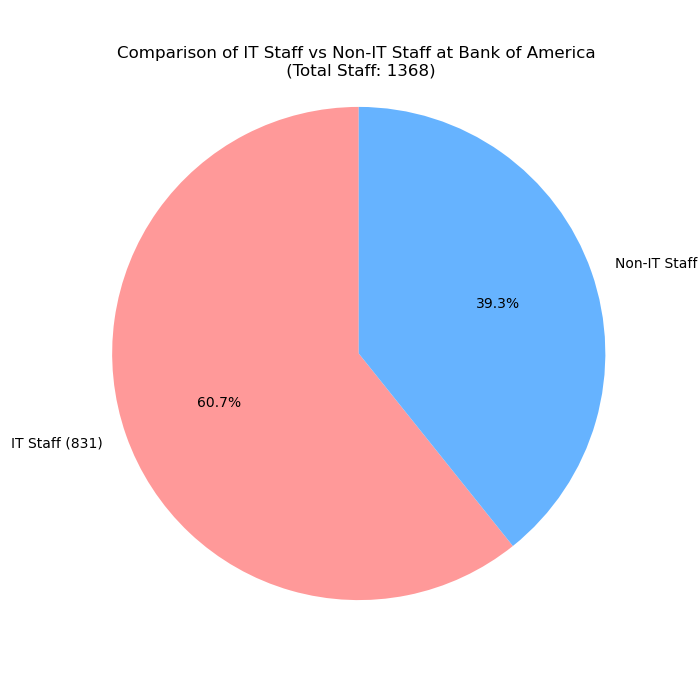 Comparison of IT Staff vs Non-IT Staff at Bank of America
(Total Staff: 1368)
Non-IT Staff
39.3%
60.7%
IT Staff (831)